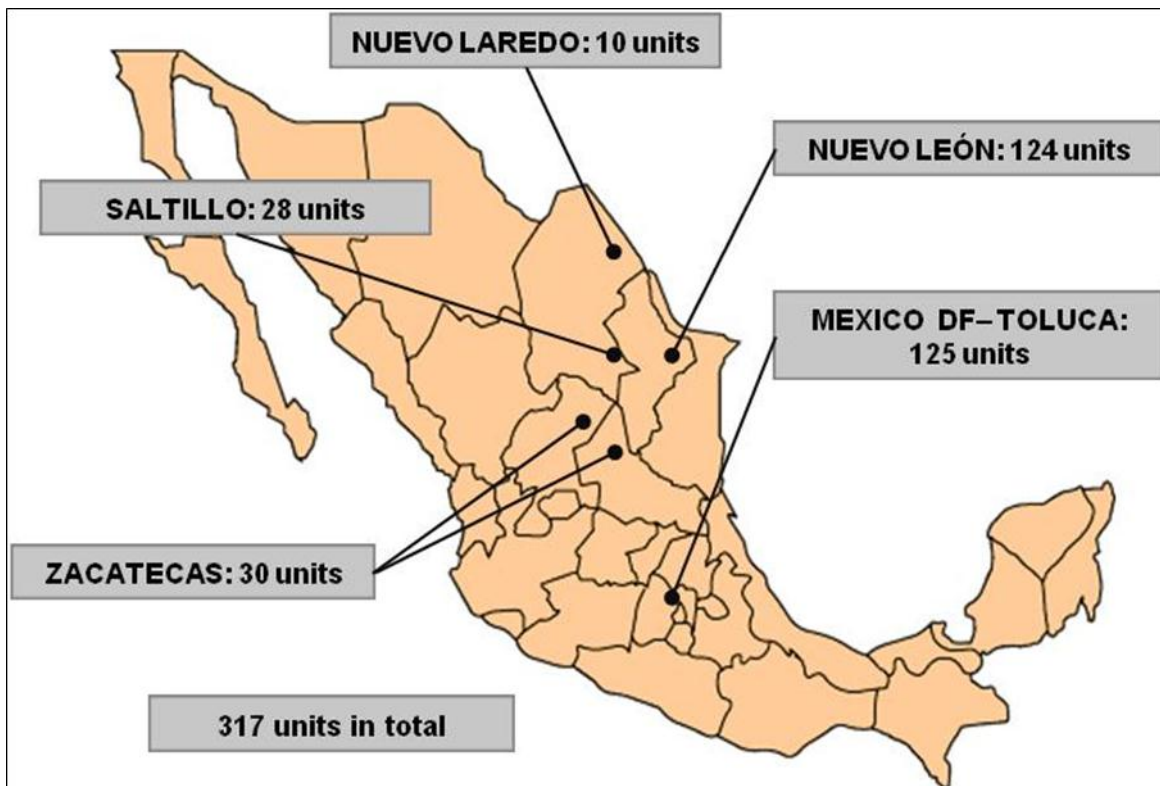 NUEVO LAREDO: 10 units
NUEVO LEÓN: 124 units
SALTILLO: 28 units
MEXICO DF–TOLUCA:
125 units
ZACATECAS: 30 units
317 units in total